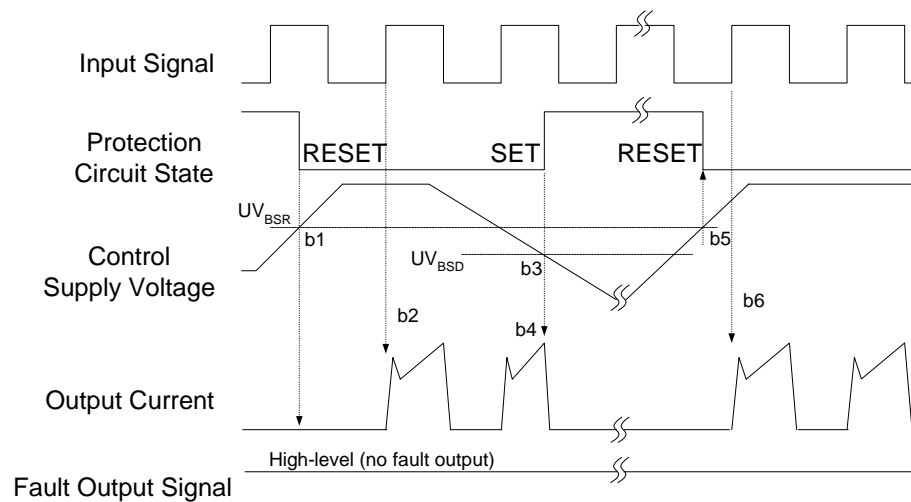 Input Signal
Protection
Circuit State
RESET
SET
RESET
UV_BSR
b1
b5
Control
Supply Voltage
UV_BSD
b3
b2
b4
b6
Output Current
High-level (no fault output)
Fault Output Signal